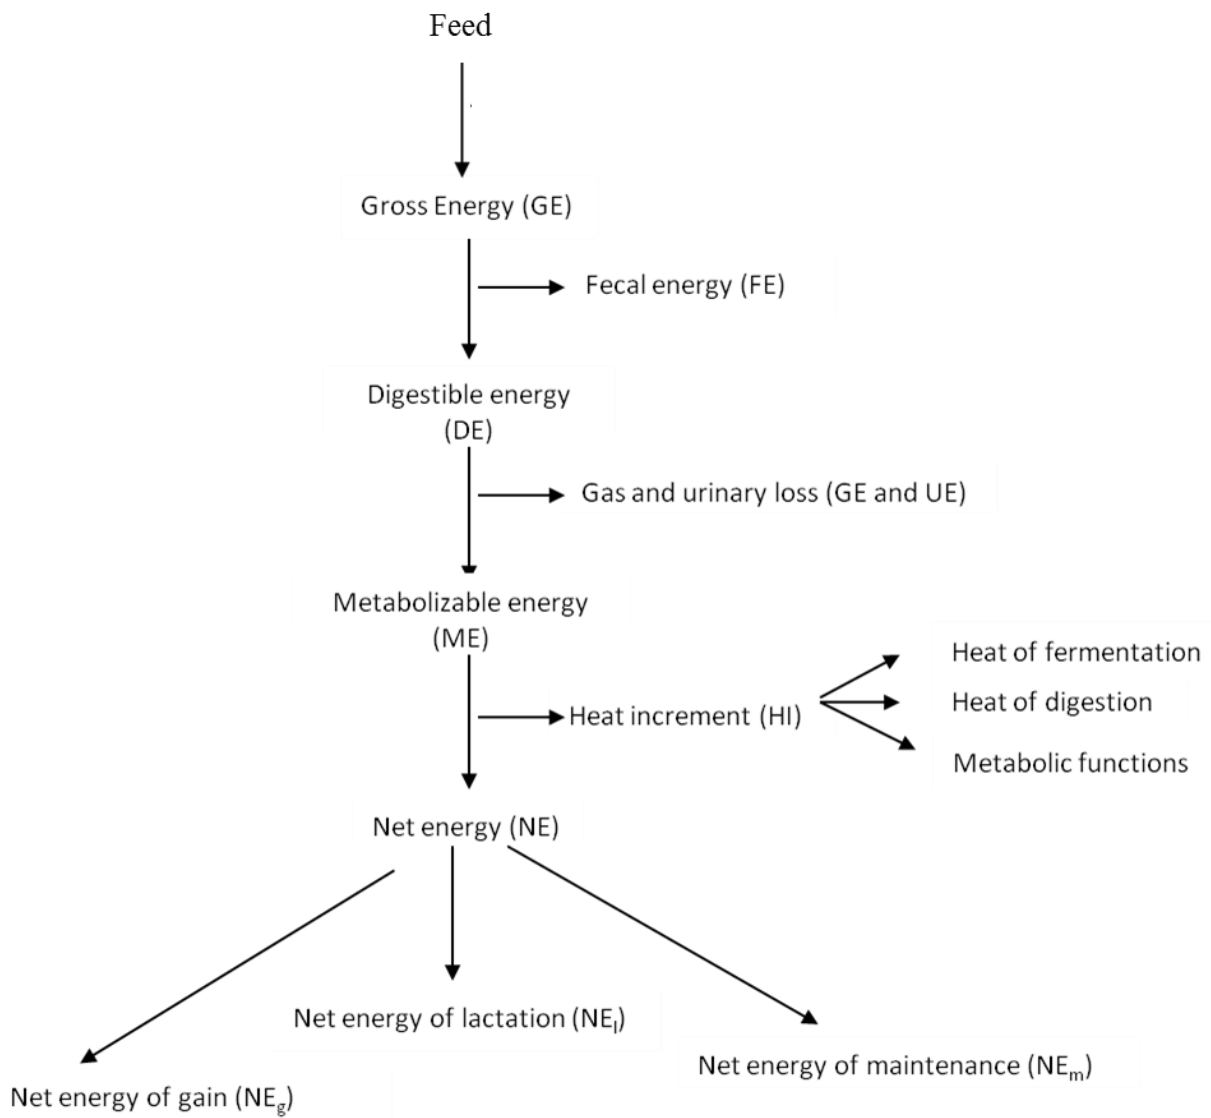 Feed
Gross Energy (GE)
Fecal energy (FE)
Digestible energy
(DE)
Gas and urinary loss (GE and UE)
Metabolizable energy
(ME)
Heat increment (HI)
Heat of fermentation
Heat of digestion
Metabolic functions
Net energy (NE)
Net energy of lactation (NEl)
Net energy of maintenance (NEm)
Net energy of gain (NEg)